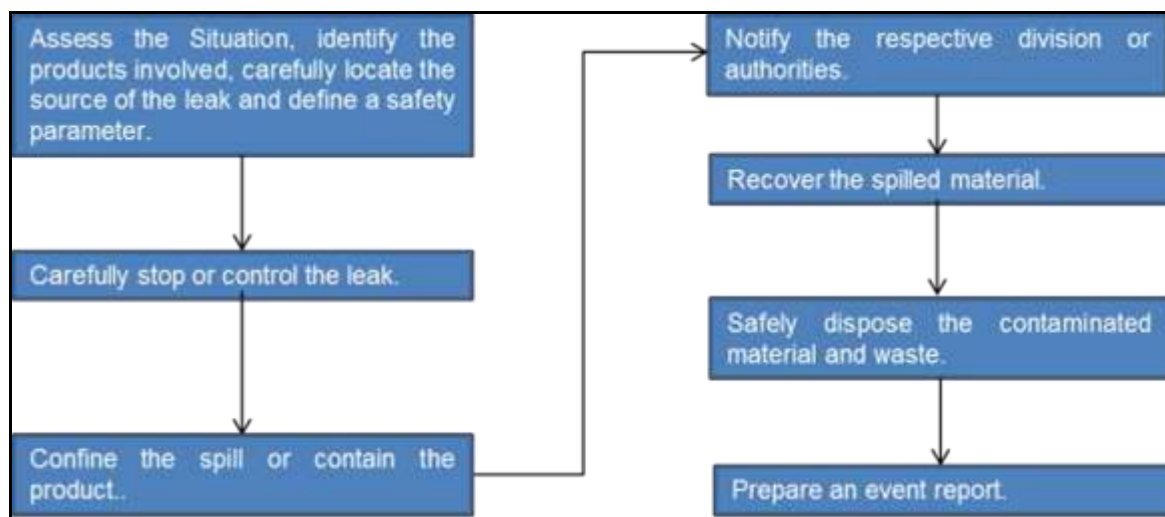 Assess the Situation, identify the
products involved, carefully locate the
source of the leak and define a safety
parameter.
Carefully stop or control the leak.
Confine the spill or contain the
product..
Notify the respective division or
authorities.
Recover the spilled material.
Safely dispose the contaminated
material and waste.
Prepare an event report.